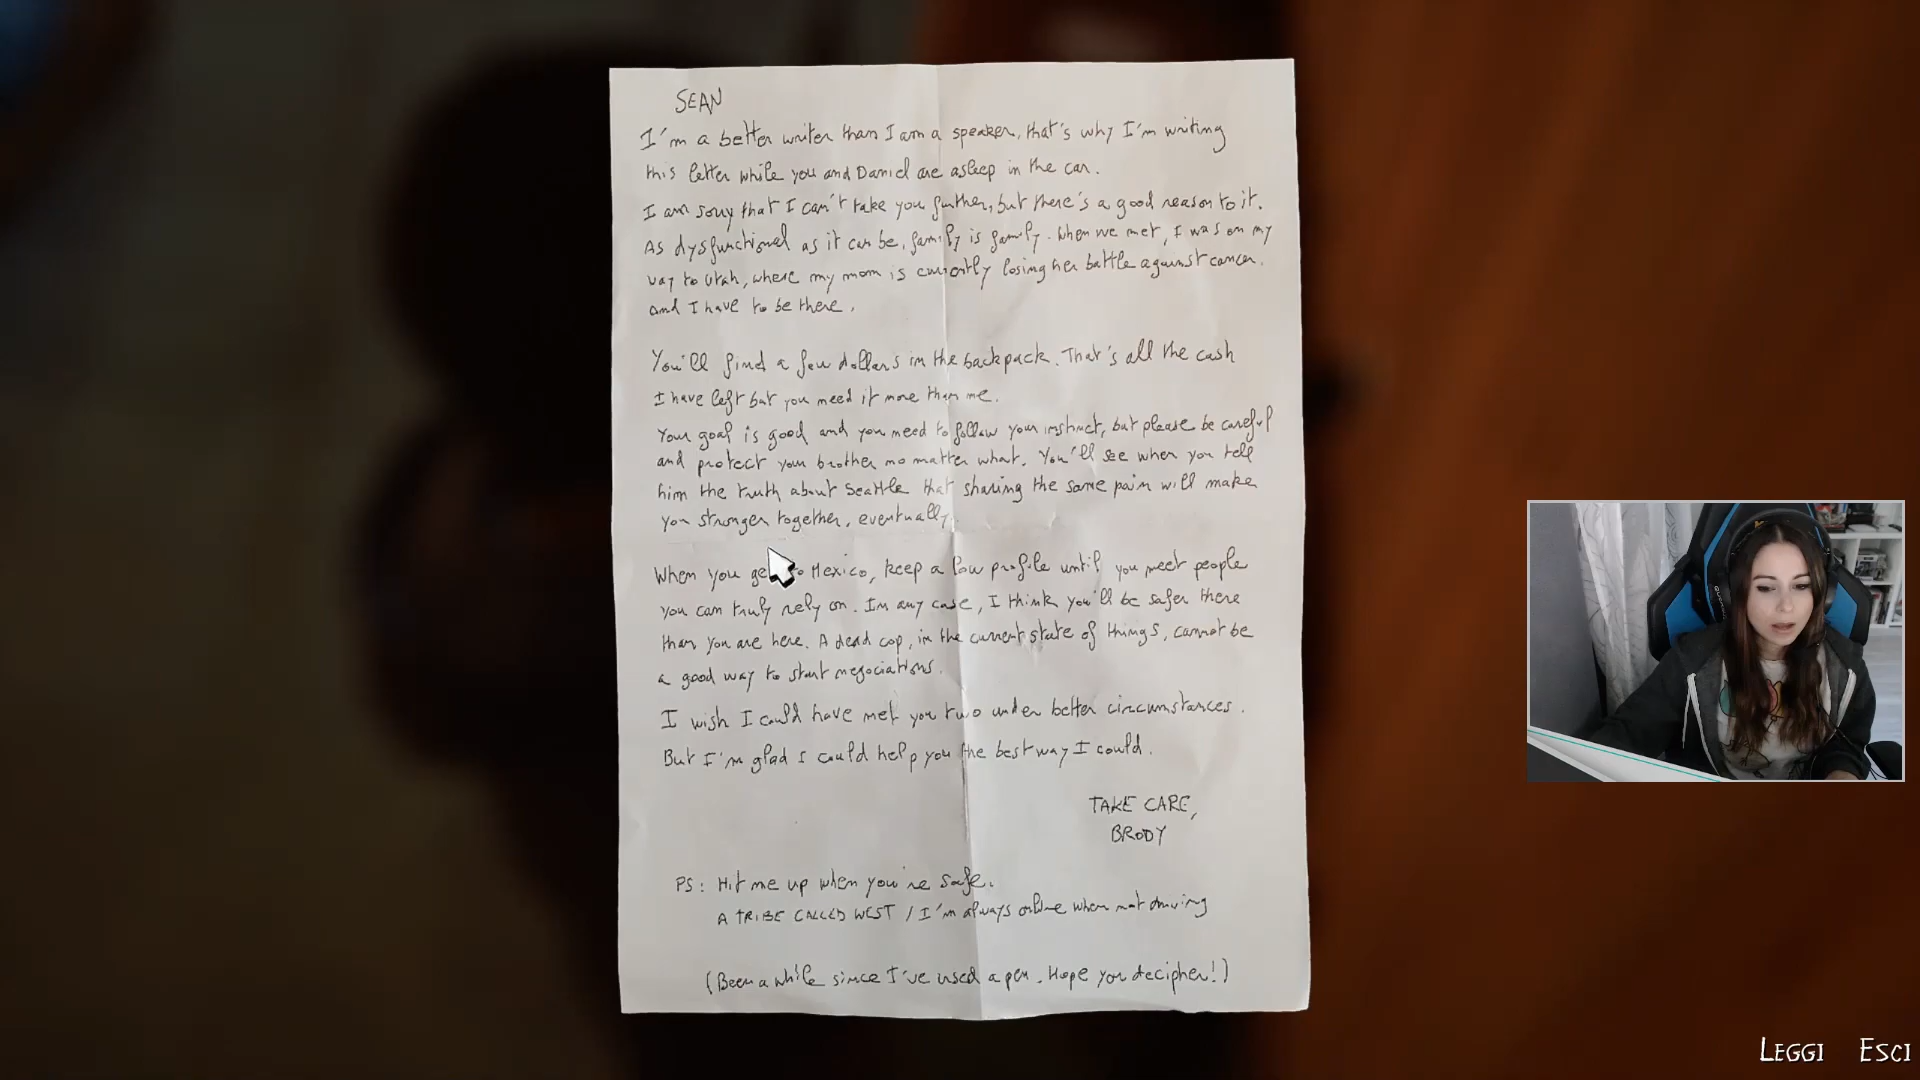 SEAN
I'm a better writer than I am a speaker, that's why I'm writing
this letter while you and Daniel are asleep in the car.
I am sorry that I can't take you further, but there's a good reason to it.
As dysfunctional as it can be, family is family. When we met, I was on my
way to Utah, where my mom is currently losing her battle against cancer.
and I have to be there.
You'll find a few dollars in the backpack. That's all the cash
I have left but you need it more than me.
Your goal is good and you need to follow your instinct, but please be careful
and protect your brother no matter what. You'll see when you tell
him the truth about Seattle that sharing the same pain will make
you stronger together, eventually.
When you get to Mexico, keep a low profile until you meet people
you can truly rely on. In any case, I think you'll be safer there
than you are here. A dead cop, in the current state of things, cannot be
a good way to start negociations.
I wish I could have met you two under better circumstances.
But I'm glad I could help you the best way I could.
TAKE CARE,
BRODY
PS: Hit me up when you're safe.
A TRIBE CALLED WEST / I'm always online when not driving
(Been a while since I've used a pen. Hope you decipher!)
LEGGI ESCI